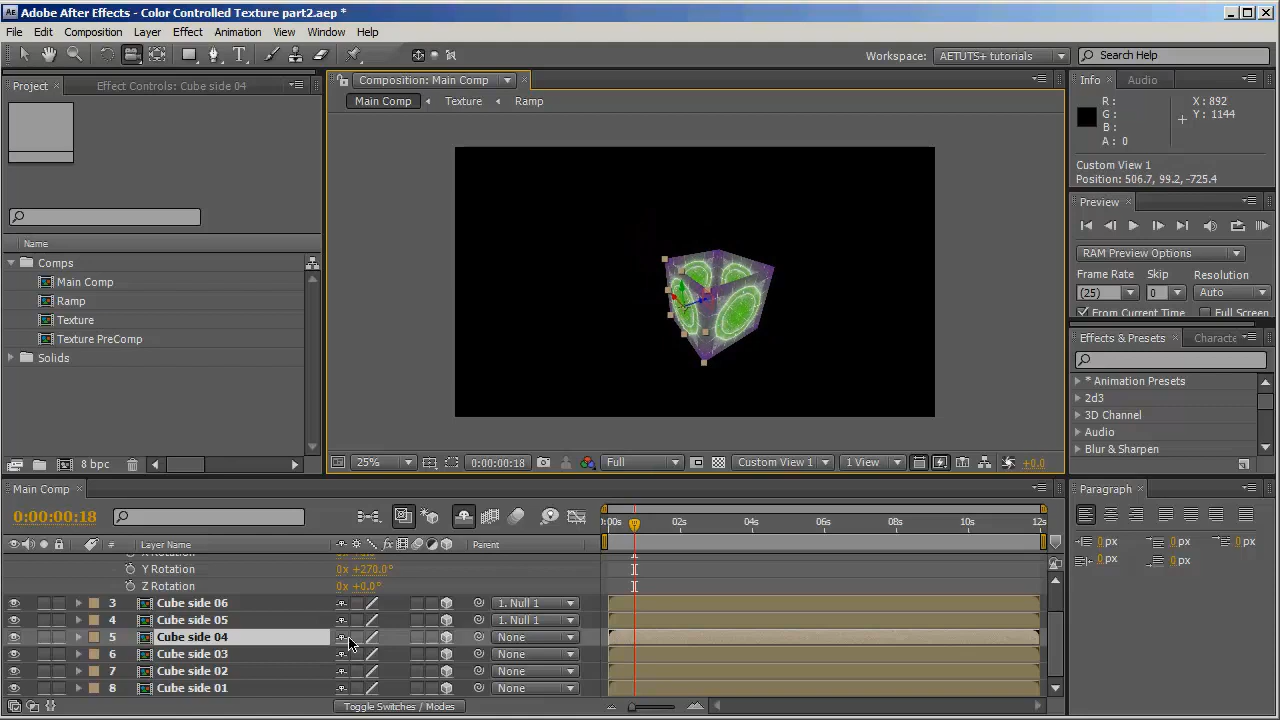 Adobe After Effects - Color Controlled Texture part2.aep *
File Edit Composition Layer Effect Animation View Window Help
Workspace: AETUTS+ tutorials Search Help
Project Effect Controls: Cube side 04
Composition: Main Comp
Info Audio
Main Comp Texture Ramp
R: X: 892
G: Y: 1144
B:
A: 0
Custom View 1
Position: 506.7, 99.2, -725.4
Preview
RAM Preview Options
Frame Rate Skip Resolution
(25) 0 Auto
From Current Time Full Screen
Effects & Presets Characte
* Animation Presets
2d3
3D Channel
Audio
Blur & Sharpen
Name
Comps
Main Comp
Ramp
Texture
Texture PreComp
Solids
8 bpc
25% 0:00:00:18 Full Custom View 1 1 View +0.0
Main Comp
Paragraph
0:00:00:18
0:00s 02s 04s 06s 08s 10s 12s
# Layer Name fx Parent
0 px 0 px 0 px
0 px 0 px
Y Rotation 0x +270.0°
Z Rotation 0x +0.0°
3 Cube side 06 1. Null 1
4 Cube side 05 1. Null 1
5 Cube side 04 None
6 Cube side 03 None
7 Cube side 02 None
8 Cube side 01 None
Toggle Switches / Modes